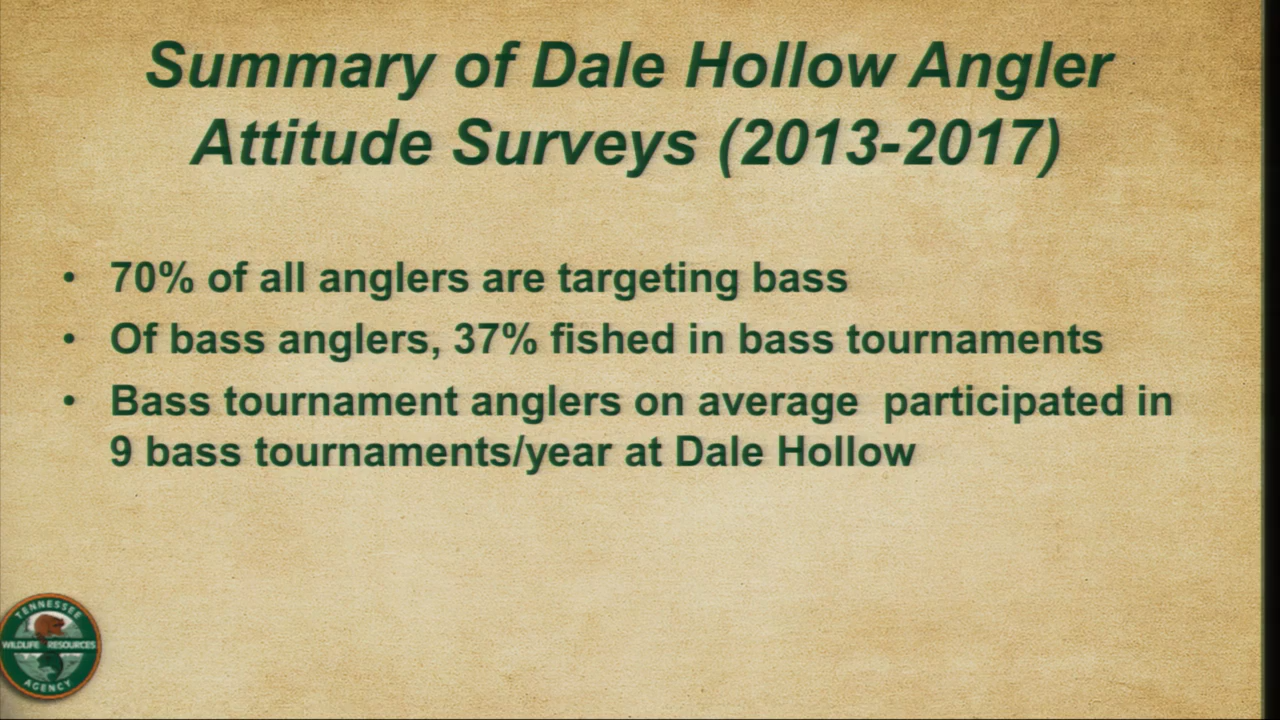 Summary of Dale Hollow Angler
Attitude Surveys (2013-2017)
• 70% of all anglers are targeting bass
• Of bass anglers, 37% fished in bass tournaments
• Bass tournament anglers on average  participated in
9 bass tournaments/year at Dale Hollow
TENNESSEE
WILDLIFE RESOURCES
AGENCY